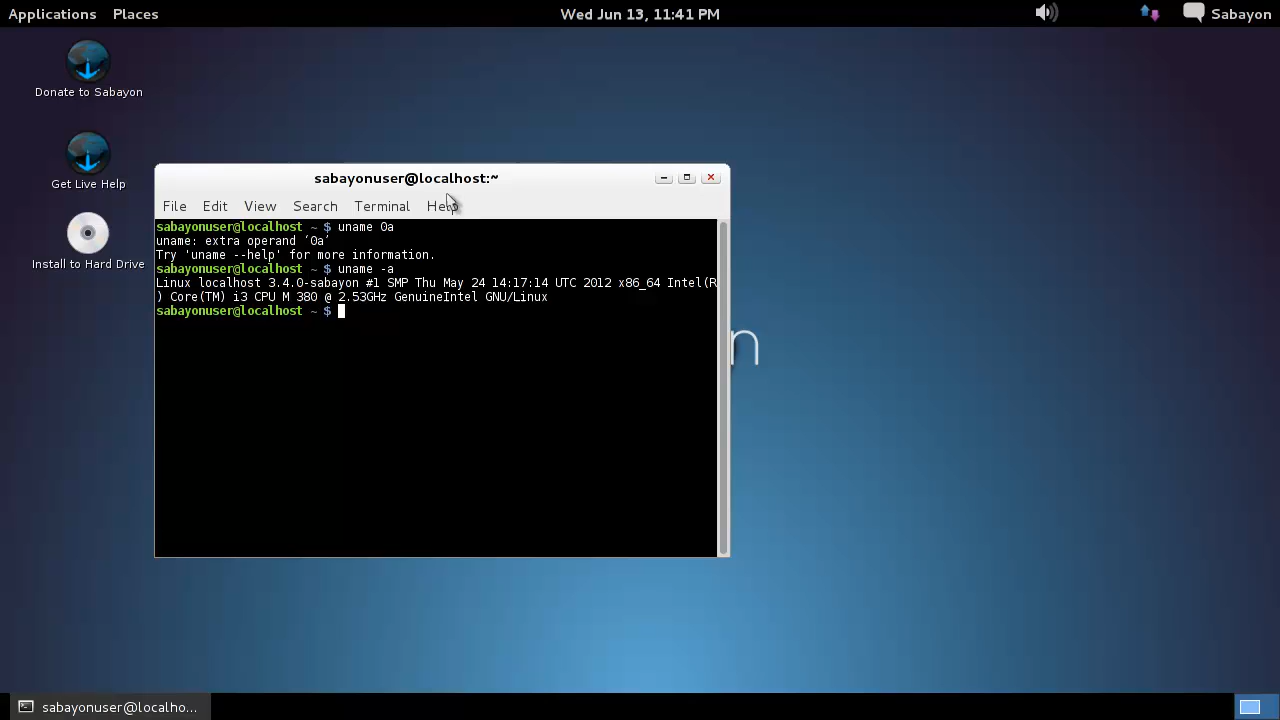 Applications Places Wed Jun 13, 11:41 PM Sabayon
Donate to Sabayon
Get Live Help
Install to Hard Drive
sabayonuser@localhost:~
File Edit View Search Terminal Help
sabayonuser@localhost ~ $ uname 0a
uname: extra operand ‘0a’
Try 'uname --help' for more information.
sabayonuser@localhost ~ $ uname -a
Linux localhost 3.4.0-sabayon #1 SMP Thu May 24 14:17:14 UTC 2012 x86_64 Intel(R
) Core(TM) i3 CPU M 380 @ 2.53GHz GenuineIntel GNU/Linux
sabayonuser@localhost ~ $
n
sabayonuser@localho...